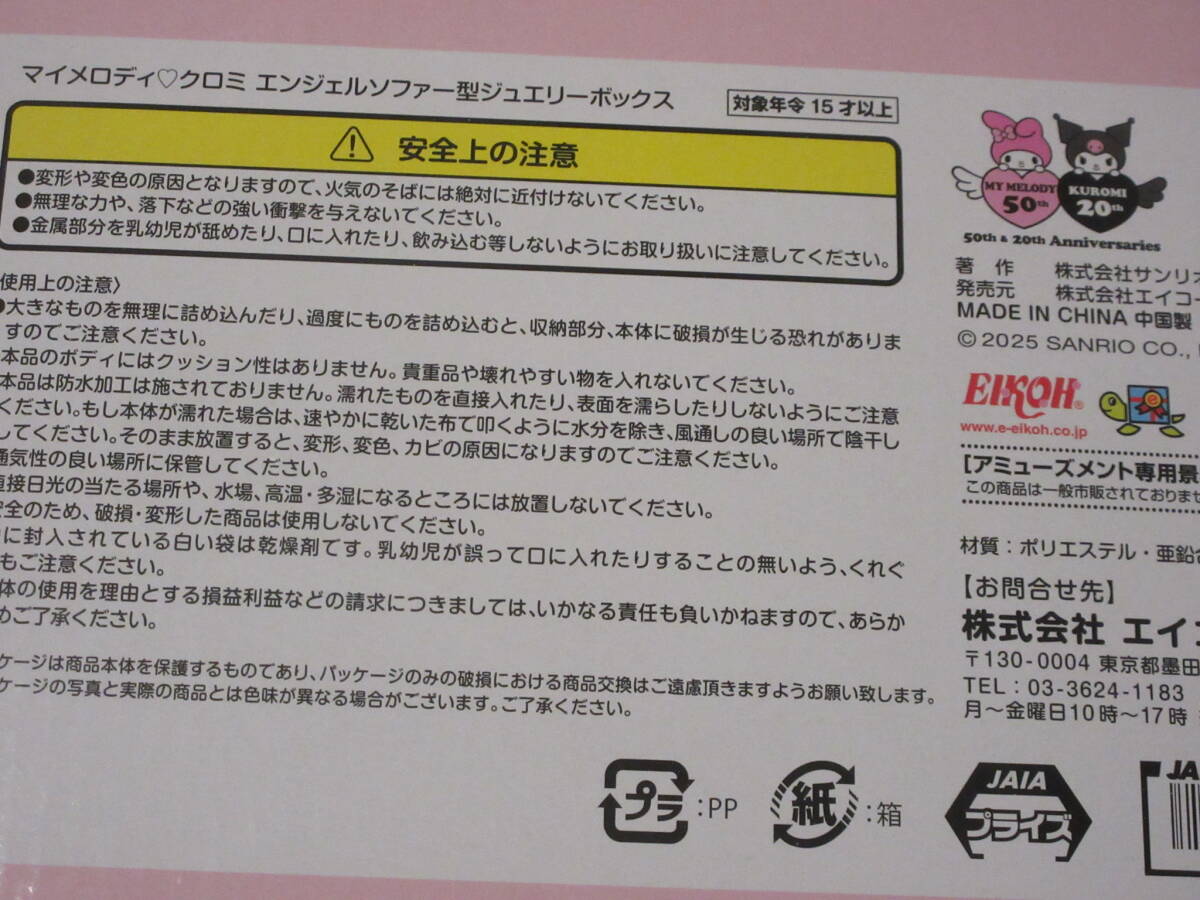 マイメロディ♡クロミ エンジェルソファー型ジュエリーボックス
対象年令 15 才以上
安全上の注意
●変形や変色の原因となりますので、火気のそばには絶対に近付けないでください。
●無理な力や、落下などの強い衝撃を与えないでください。
●金属部分を乳幼児が舐めたり、口に入れたり、飲み込む等しないようにお取り扱いに注意してください。
使用上の注意〉
●大きなものを無理に詰め込んだり、過度にものを詰め込むと、収納部分、本体に破損が生じる恐れがありま
すのでご注意ください。
本品のボディにはクッション性はありません。貴重品や壊れやすい物を入れないでください。
本品は防水加工は施されておりません。濡れたものを直接入れたり、表面を濡らしたりしないようにご注意
ください。もし本体が濡れた場合は、速やかに乾いた布で叩くように水分を除き、風通しの良い場所で陰干し
してください。そのまま放置すると、変形、変色、カビの原因になりますのでご注意ください。
通気性の良い場所に保管してください。
直接日光の当たる場所や、水場、高温・多湿になるところには放置しないでください。
安全のため、破損・変形した商品は使用しないでください。
に封入されている白い袋は乾燥剤です。乳幼児が誤って口に入れたりすることの無いよう、くれぐ
もご注意ください。
体の使用を理由とする損益利益などの請求につきましては、いかなる責任も負いかねますので、あらか
めご了承ください。
ケージは商品本体を保護するものであり、パッケージのみの破損における商品交換はご遠慮頂きますようお願い致します。
ケージの写真と実際の商品とは色味が異なる場合がございます。ご了承ください。
プラ:PP
紙:箱
MY MELODY 50th
KUROMI 20th
50th & 20th Anniversaries
著 作 株式会社サンリオ
発売元 株式会社エイコー
MADE IN CHINA 中国製
© 2025 SANRIO CO.,
EIKOH®
www.e-eikoh.co.jp
【アミューズメント専用景
この商品は一般市販されておりませ
材質：ポリエステル・亜鉛合
【お問合せ先】
株式会社 エイコ
〒130-0004 東京都墨田
TEL：03-3624-1183
月～金曜日10時～17時
JAIA
プライズ
JA